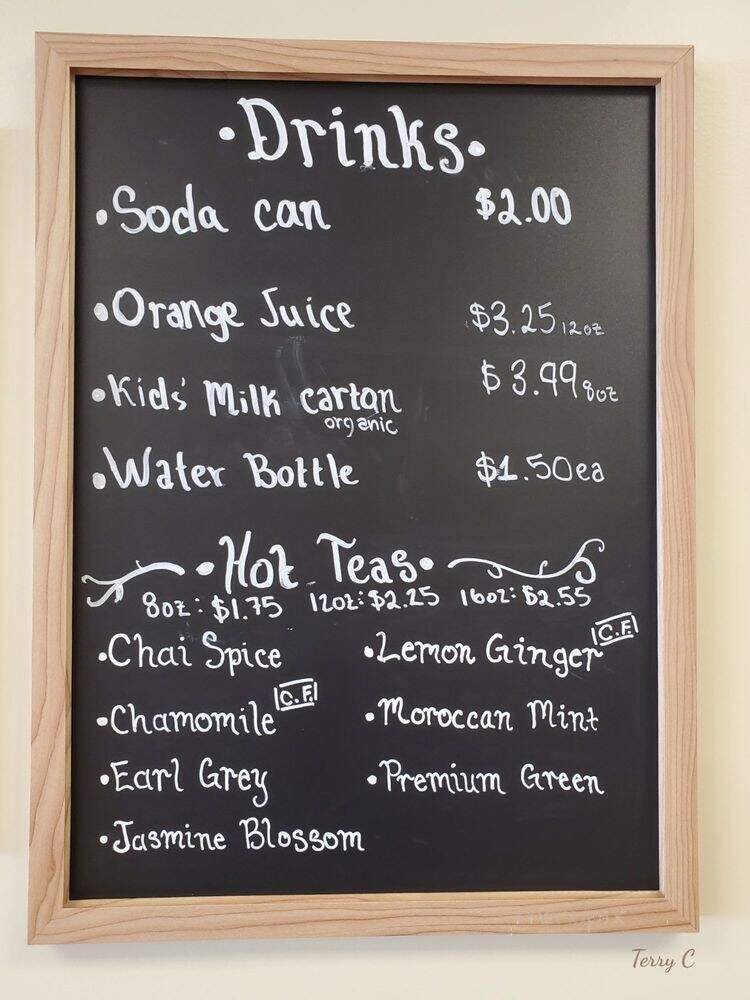 ·Drinks·
·Soda can $2.00
·Orange Juice $3.25 12oz
·Kids' Milk carton $3.99 8oz
organic
·Water Bottle $1.50ea
·Hot Teas·
8oz: $1.75 12oz: $2.25 16oz: $2.55
·Chai Spice ·Lemon Ginger C.F.
·Chamomile C.F. ·Moroccan Mint
·Earl Grey ·Premium Green
·Jasmine Blossom
Terry C